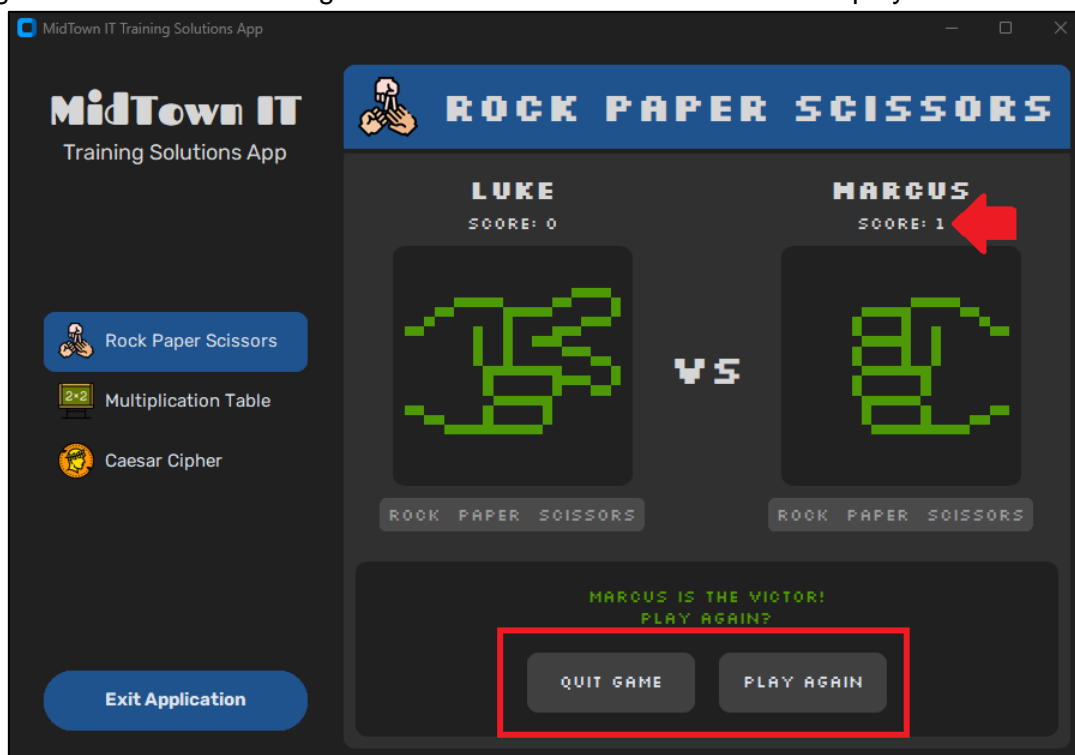 MidTown IT Training Solutions App
MidTown IT
Training Solutions App
Rock Paper Scissors
2×2
Multiplication Table
Caesar Cipher
Exit Application
ROCK PAPER SCISSORS
LUKE
SCORE: 0
MARCUS
SCORE: 1
VS
ROCK PAPER SCISSORS
ROCK PAPER SCISSORS
MARCUS IS THE VICTOR!
PLAY AGAIN?
QUIT GAME
PLAY AGAIN